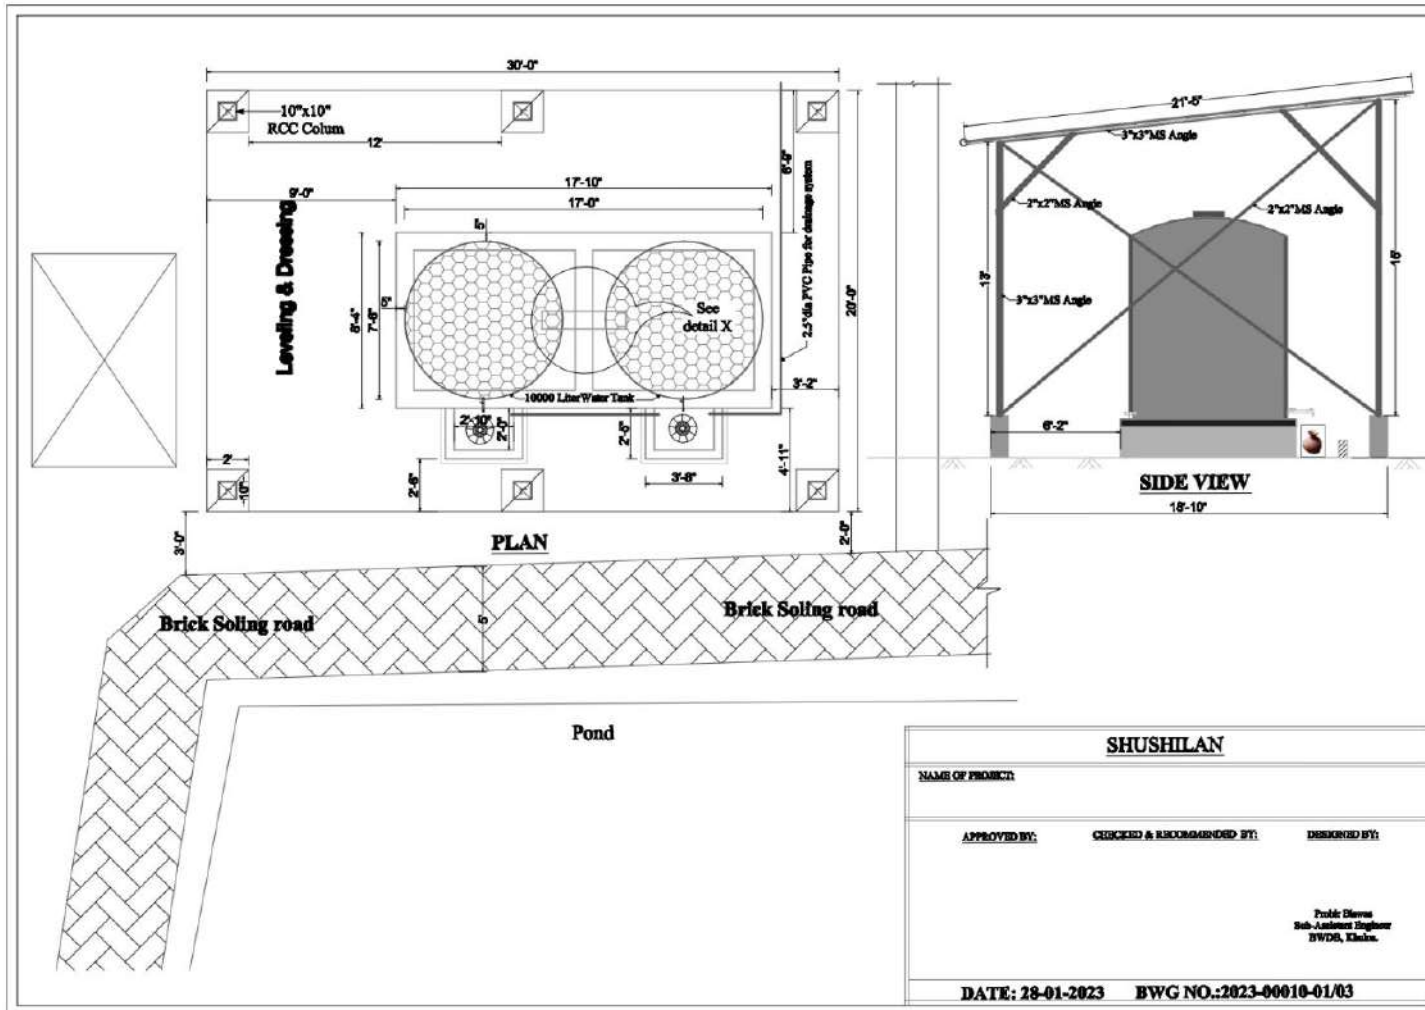 30'-0"
10"x10"
RCC Colum
12'
9'-0"
17'-10"
17'-0"
6'-9"
Leveling & Dressing
5"
5"
8'-4"
7'-6"
See
detail X
2.5"dia PVC Pipe for drainage system
20'-0"
3'-2"
10000 Liter Water Tank
2'-10"
2'-0"
2'-5"
4'-11"
2'
10"
2'-6"
3'-8"
3'-0"
2'-0"
PLAN
Brick Soling road
5'
Brick Soling road
Pond
21'-5"
3"x3"MS Angle
2"x2"MS Angle
2"x2"MS Angle
13'
15'
3"x3"MS Angle
6'-2"
SIDE VIEW
18'-10"
SHUSHILAN
NAME OF PROJECT:
APPROVED BY: CHECKED & RECOMMENDED BY: DESIGNED BY:
Probir Biswas
Sub-Assistant Engineer
BWDB, Khulna.
DATE: 28-01-2023 BWG NO.:2023-00010-01/03